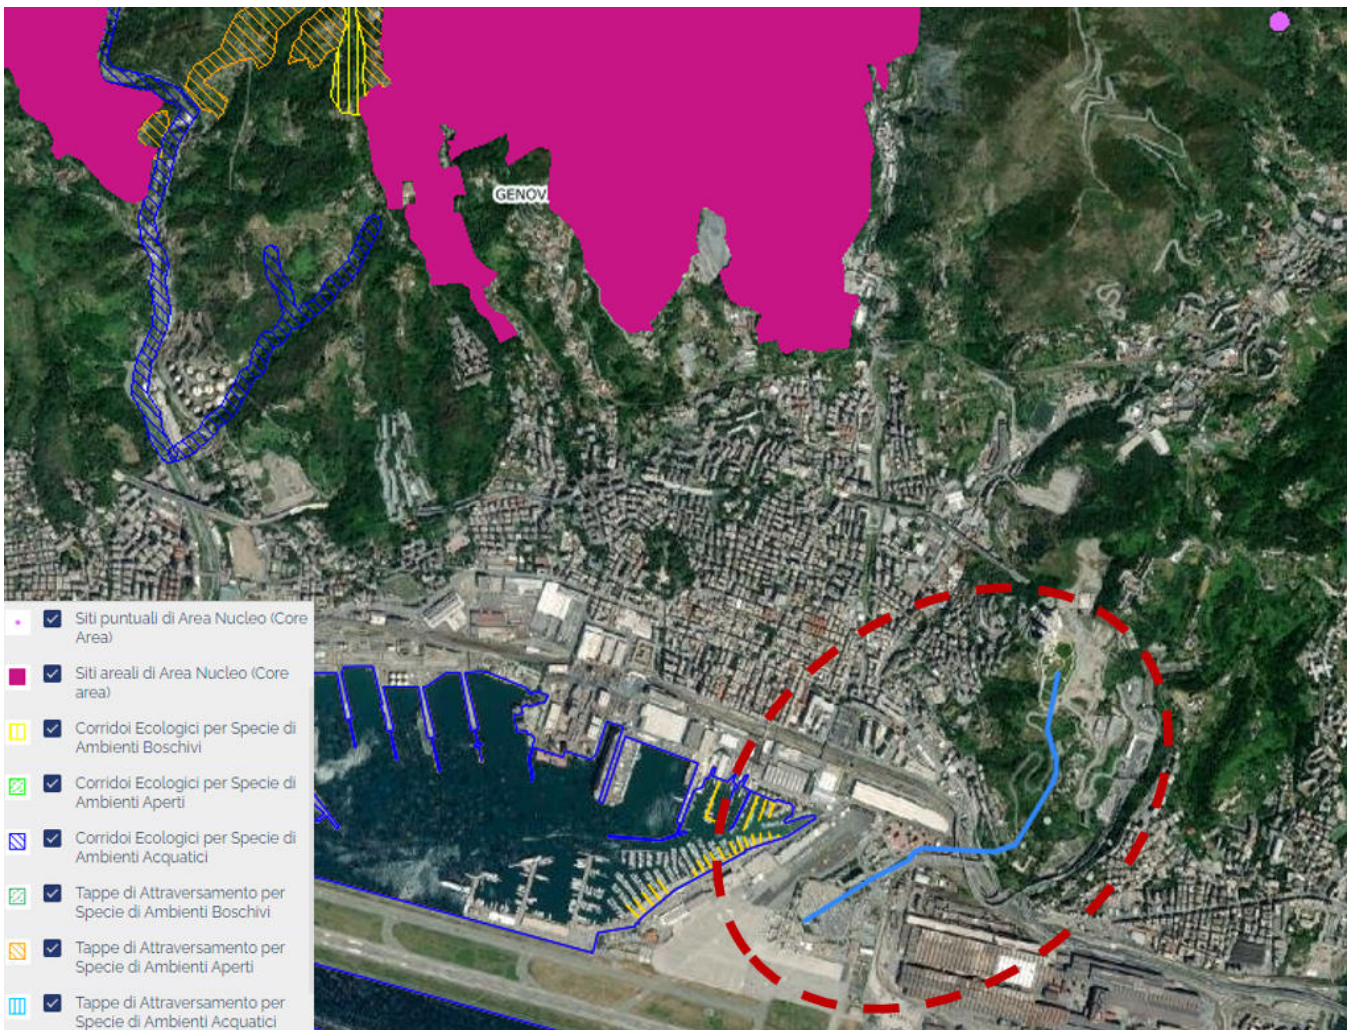 GENOV
Siti puntuali di Area Nucleo (Core
Area)
Siti areali di Area Nucleo (Core
area)
Corridoi Ecologici per Specie di
Ambienti Boschivi
Corridoi Ecologici per Specie di
Ambienti Aperti
Corridoi Ecologici per Specie di
Ambienti Acquatici
Tappe di Attraversamento per
Specie di Ambienti Boschivi
Tappe di Attraversamento per
Specie di Ambienti Aperti
Tappe di Attraversamento per
Specie di Ambienti Acquatici